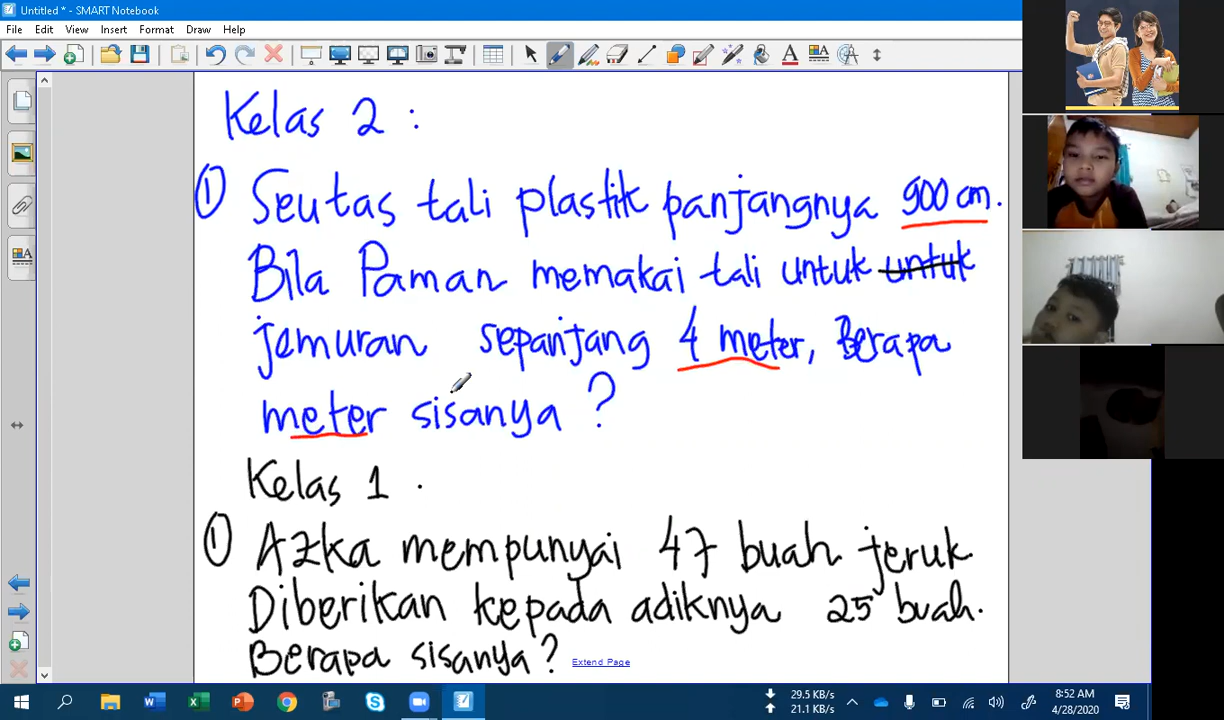 Untitled * - SMART Notebook
File Edit View Insert Format Draw Help
Kelas 2 :
① Seutas tali plastik panjangnya 900 cm.
Bila Paman memakai tali untuk untuk
jemuran sepanjang 4 meter, Berapa
meter sisanya ?
Kelas 1 .
① Azka mempunyai 47 buah jeruk
Diberikan kepada adiknya 25 buah.
Berapa sisanya ?
Extend Page
29.5 KB/s
21.1 KB/s
8:52 AM
4/28/2020